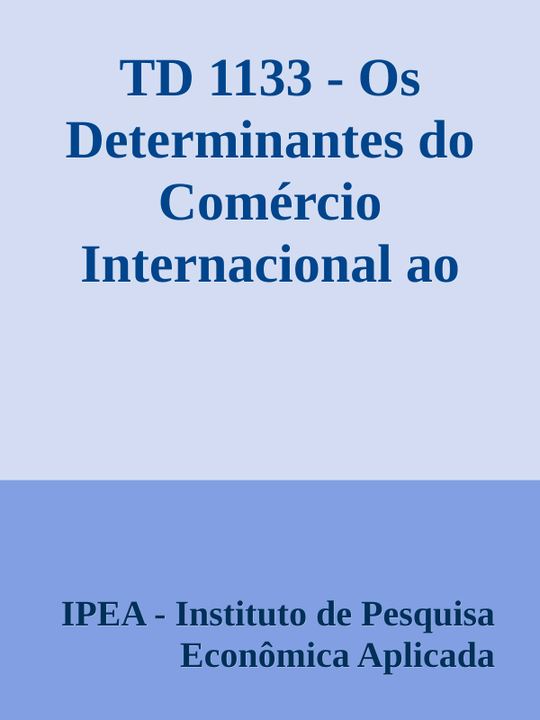 TD 1133 - Os
Determinantes do
Comércio
Internacional ao
IPEA - Instituto de Pesquisa
Econômica Aplicada